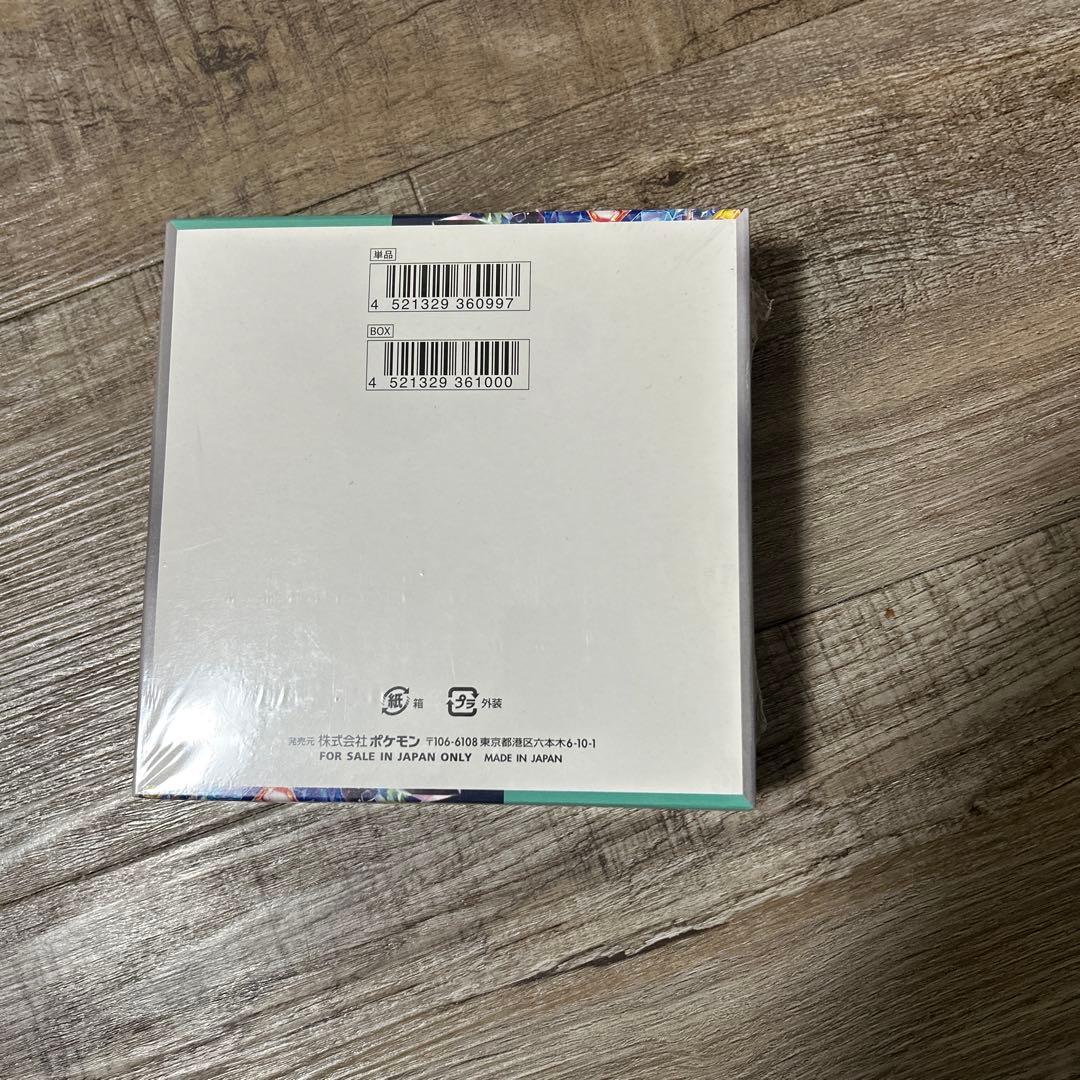 単品
4 521329 360997
BOX
4 521329 361000
紙 箱 プラ 外装
発売元 株式会社ポケモン 〒106-6108 東京都港区六本木6-10-1
FOR SALE IN JAPAN ONLY MADE IN JAPAN